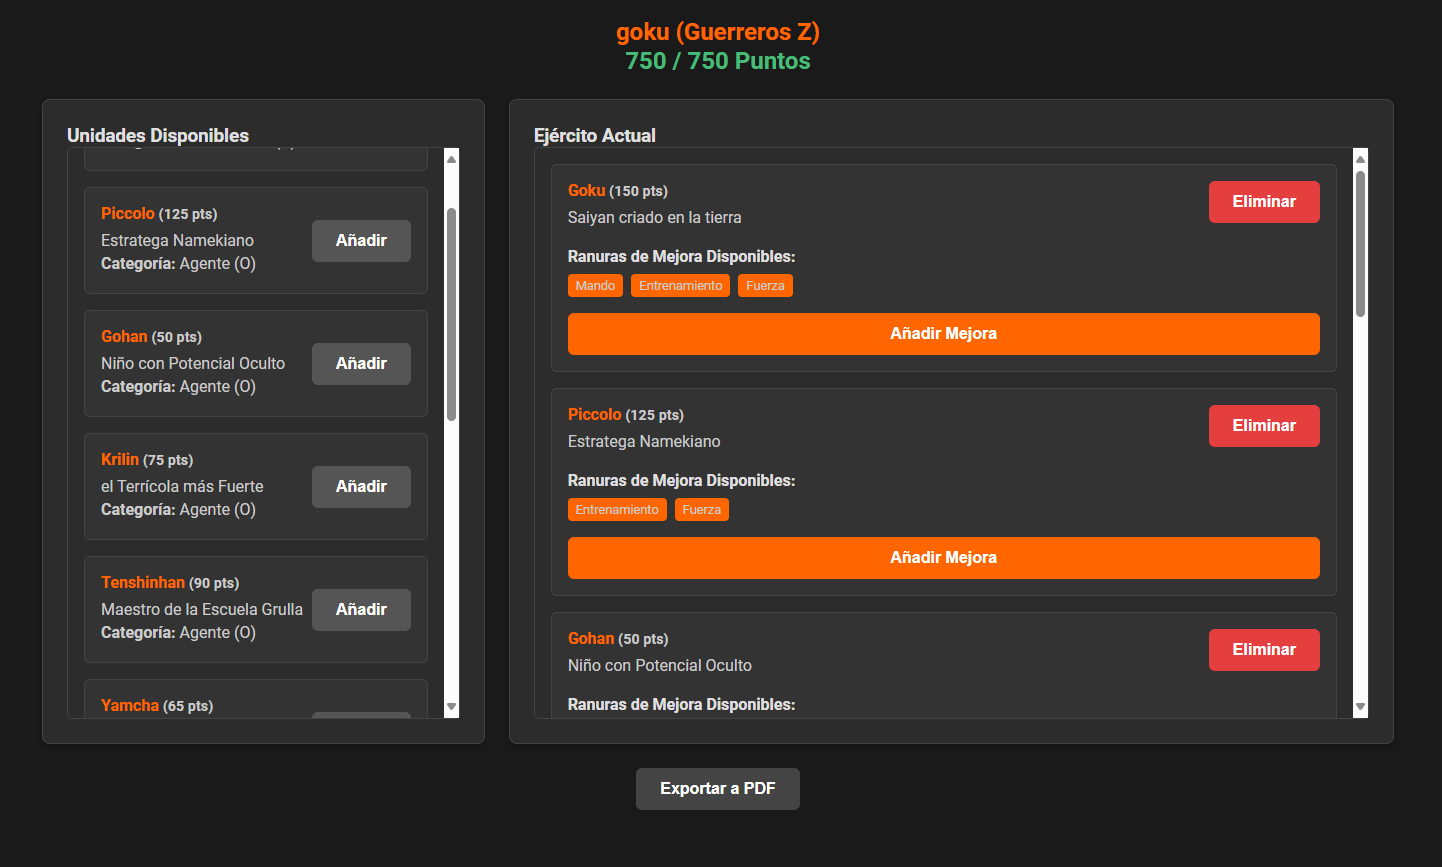 goku (Guerreros Z)
750 / 750 Puntos
Unidades Disponibles
Piccolo (125 pts)
Estratega Namekiano
Categoría: Agente (O)
Añadir
Gohan (50 pts)
Niño con Potencial Oculto
Categoría: Agente (O)
Añadir
Krilin (75 pts)
el Terrícola más Fuerte
Categoría: Agente (O)
Añadir
Tenshinhan (90 pts)
Maestro de la Escuela Grulla
Categoría: Agente (O)
Añadir
Yamcha (65 pts)
Ejército Actual
Goku (150 pts)
Saiyan criado en la tierra
Eliminar
Ranuras de Mejora Disponibles:
Mando Entrenamiento Fuerza
Añadir Mejora
Piccolo (125 pts)
Estratega Namekiano
Eliminar
Ranuras de Mejora Disponibles:
Entrenamiento Fuerza
Añadir Mejora
Gohan (50 pts)
Niño con Potencial Oculto
Eliminar
Ranuras de Mejora Disponibles:
Exportar a PDF